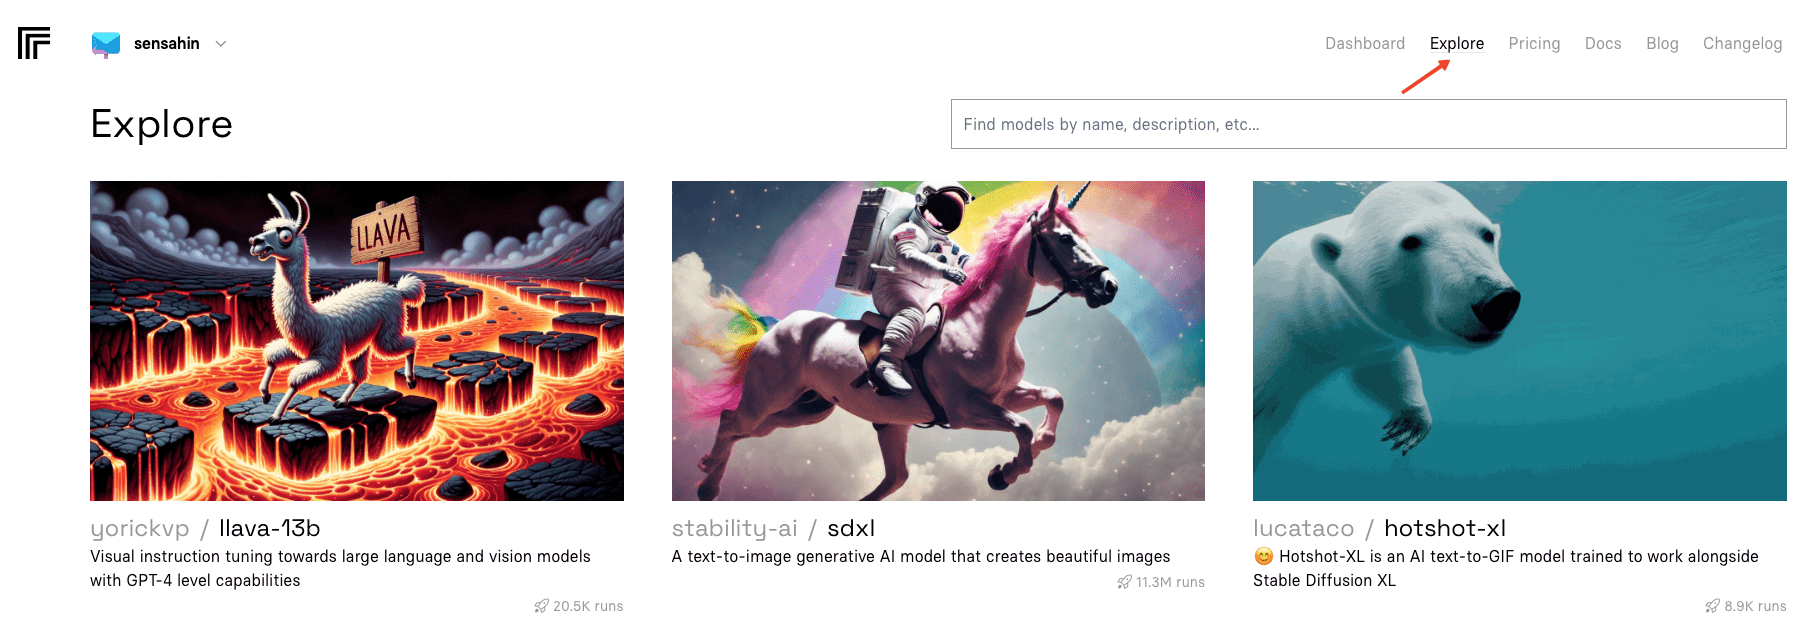 sensahin
Dashboard Explore Pricing Docs Blog Changelog
Explore
Find models by name, description, etc...
LLAVA
yorickvp / llava-13b
Visual instruction tuning towards large language and vision models
with GPT-4 level capabilities
20.5K runs
stability-ai / sdxl
A text-to-image generative AI model that creates beautiful images
11.3M runs
lucataco / hotshot-xl
😊 Hotshot-XL is an AI text-to-GIF model trained to work alongside
Stable Diffusion XL
8.9K runs